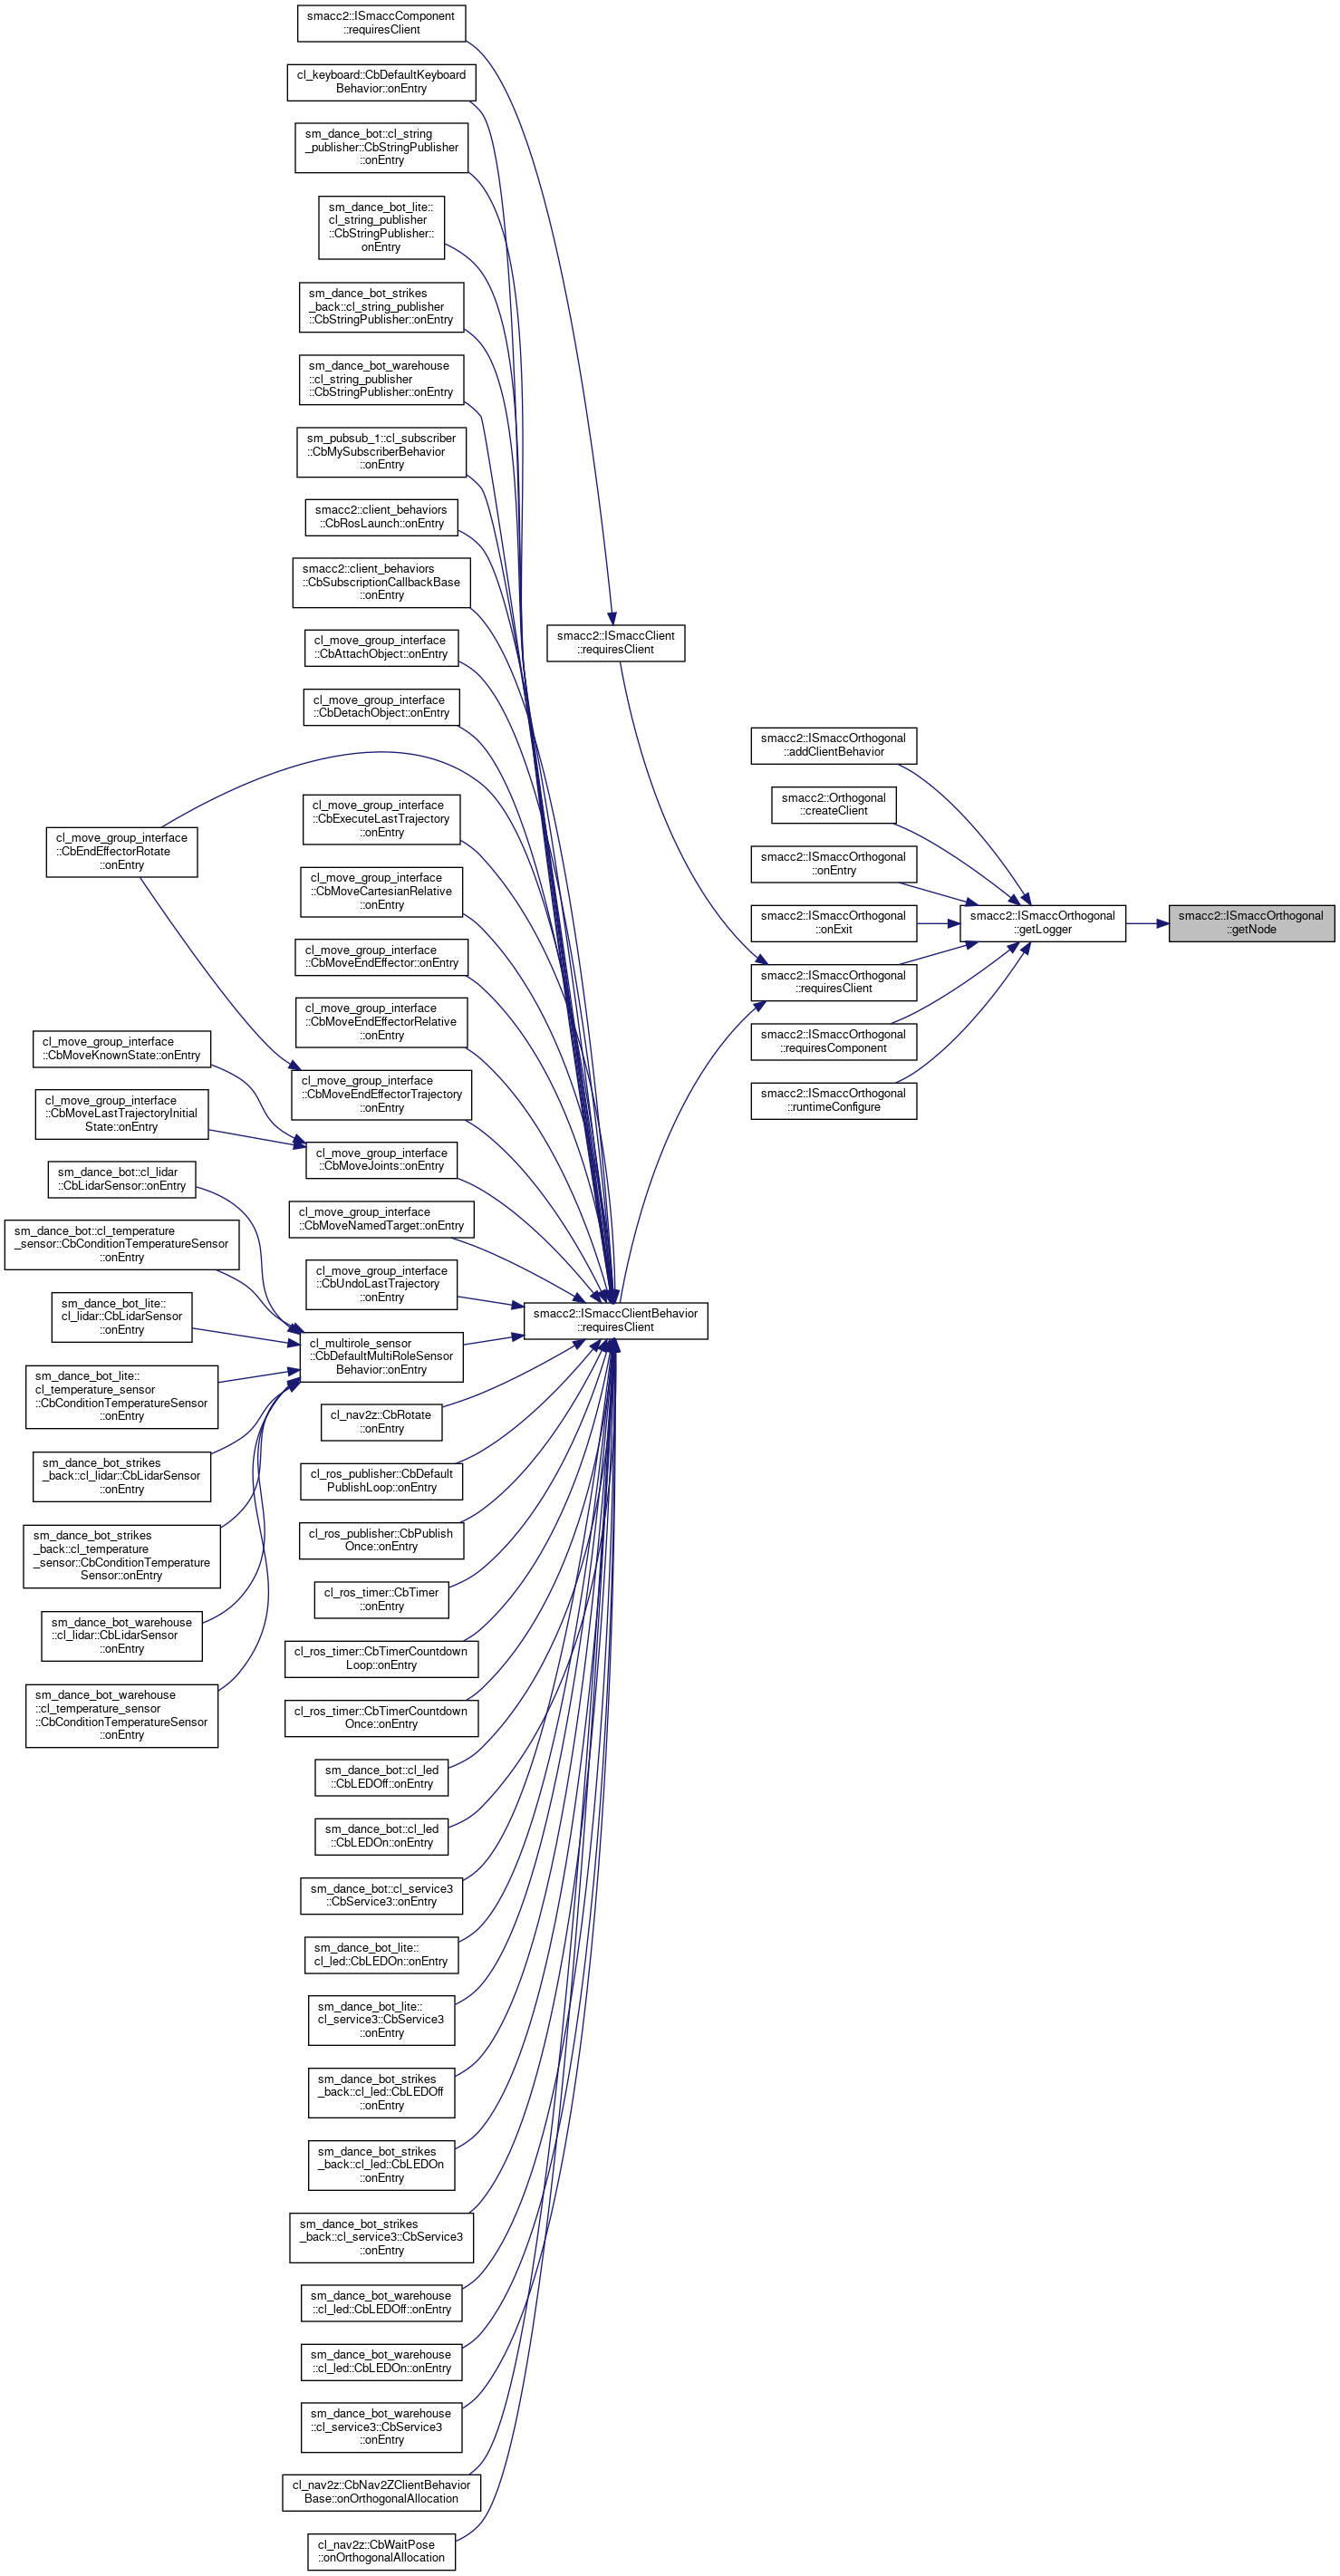 smacc2::ISmaccComponent
::requiresClient
cl_keyboard::CbDefaultKeyboard
Behavior::onEntry
sm_dance_bot::cl_string
_publisher::CbStringPublisher
::onEntry
sm_dance_bot_lite::
cl_string_publisher
::CbStringPublisher::
onEntry
sm_dance_bot_strikes
_back::cl_string_publisher
::CbStringPublisher::onEntry
sm_dance_bot_warehouse
::cl_string_publisher
::CbStringPublisher::onEntry
sm_pubsub_1::cl_subscriber
::CbMySubscriberBehavior
::onEntry
smacc2::client_behaviors
::CbRosLaunch::onEntry
smacc2::client_behaviors
::CbSubscriptionCallbackBase
::onEntry
cl_move_group_interface
::CbAttachObject::onEntry
cl_move_group_interface
::CbDetachObject::onEntry
cl_move_group_interface
::CbExecuteLastTrajectory
::onEntry
cl_move_group_interface
::CbMoveCartesianRelative
::onEntry
cl_move_group_interface
::CbMoveEndEffector::onEntry
cl_move_group_interface
::CbMoveEndEffectorRelative
::onEntry
cl_move_group_interface
::CbMoveEndEffectorTrajectory
::onEntry
cl_move_group_interface
::CbMoveJoints::onEntry
cl_move_group_interface
::CbMoveNamedTarget::onEntry
cl_move_group_interface
::CbUndoLastTrajectory
::onEntry
cl_multirole_sensor
::CbDefaultMultiRoleSensor
Behavior::onEntry
cl_nav2z::CbRotate
::onEntry
cl_ros_publisher::CbDefault
PublishLoop::onEntry
cl_ros_publisher::CbPublish
Once::onEntry
cl_ros_timer::CbTimer
::onEntry
cl_ros_timer::CbTimerCountdown
Loop::onEntry
cl_ros_timer::CbTimerCountdown
Once::onEntry
sm_dance_bot::cl_led
::CbLEDOff::onEntry
sm_dance_bot::cl_led
::CbLEDOn::onEntry
sm_dance_bot::cl_service3
::CbService3::onEntry
sm_dance_bot_lite::
cl_led::CbLEDOn::onEntry
sm_dance_bot_lite::
cl_service3::CbService3
::onEntry
sm_dance_bot_strikes
_back::cl_led::CbLEDOff
::onEntry
sm_dance_bot_strikes
_back::cl_led::CbLEDOn
::onEntry
sm_dance_bot_strikes
_back::cl_service3::CbService3
::onEntry
sm_dance_bot_warehouse
::cl_led::CbLEDOff::onEntry
sm_dance_bot_warehouse
::cl_led::CbLEDOn::onEntry
sm_dance_bot_warehouse
::cl_service3::CbService3
::onEntry
cl_nav2z::CbNav2ZClientBehavior
Base::onOrthogonalAllocation
cl_nav2z::CbWaitPose
::onOrthogonalAllocation
cl_move_group_interface
::CbEndEffectorRotate
::onEntry
cl_move_group_interface
::CbMoveKnownState::onEntry
cl_move_group_interface
::CbMoveLastTrajectoryInitial
State::onEntry
sm_dance_bot::cl_lidar
::CbLidarSensor::onEntry
sm_dance_bot::cl_temperature
_sensor::CbConditionTemperatureSensor
::onEntry
sm_dance_bot_lite::
cl_lidar::CbLidarSensor
::onEntry
sm_dance_bot_lite::
cl_temperature_sensor
::CbConditionTemperatureSensor
::onEntry
sm_dance_bot_strikes
_back::cl_lidar::CbLidarSensor
::onEntry
sm_dance_bot_strikes
_back::cl_temperature
_sensor::CbConditionTemperature
Sensor::onEntry
sm_dance_bot_warehouse
::cl_lidar::CbLidarSensor
::onEntry
sm_dance_bot_warehouse
::cl_temperature_sensor
::CbConditionTemperatureSensor
::onEntry
smacc2::ISmaccClient
::requiresClient
smacc2::ISmaccClientBehavior
::requiresClient
smacc2::ISmaccOrthogonal
::addClientBehavior
smacc2::Orthogonal
::createClient
smacc2::ISmaccOrthogonal
::onEntry
smacc2::ISmaccOrthogonal
::onExit
smacc2::ISmaccOrthogonal
::requiresClient
smacc2::ISmaccOrthogonal
::requiresComponent
smacc2::ISmaccOrthogonal
::runtimeConfigure
smacc2::ISmaccOrthogonal
::getLogger
smacc2::ISmaccOrthogonal
::getNode